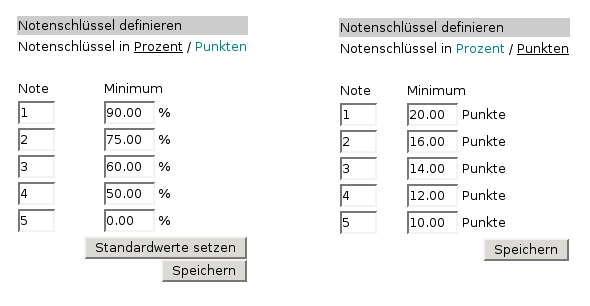 Notenschlüssel definieren
Notenschlüssel in Prozent / Punkten
Note Minimum
1 90.00 %
2 75.00 %
3 60.00 %
4 50.00 %
5 0.00 %
Standardwerte setzen
Speichern
Notenschlüssel definieren
Notenschlüssel in Prozent / Punkten
Note Minimum
1 20.00 Punkte
2 16.00 Punkte
3 14.00 Punkte
4 12.00 Punkte
5 10.00 Punkte
Speichern